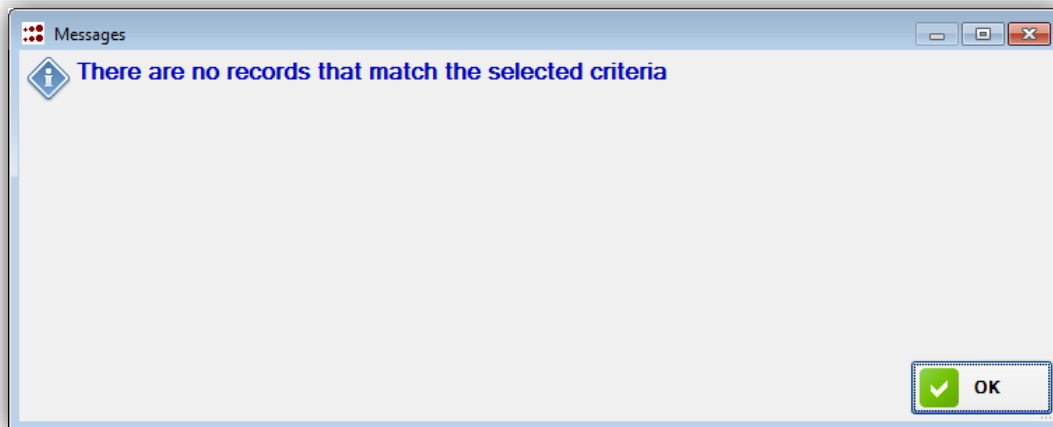 Messages
There are no records that match the selected criteria
OK